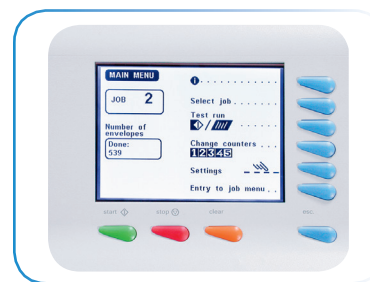 MAIN MENU
JOB 2
Number of
envelopes
Done:
539
Select job
Test run
Change counters
12345
Settings
Entry to job menu
start stop clear esc.